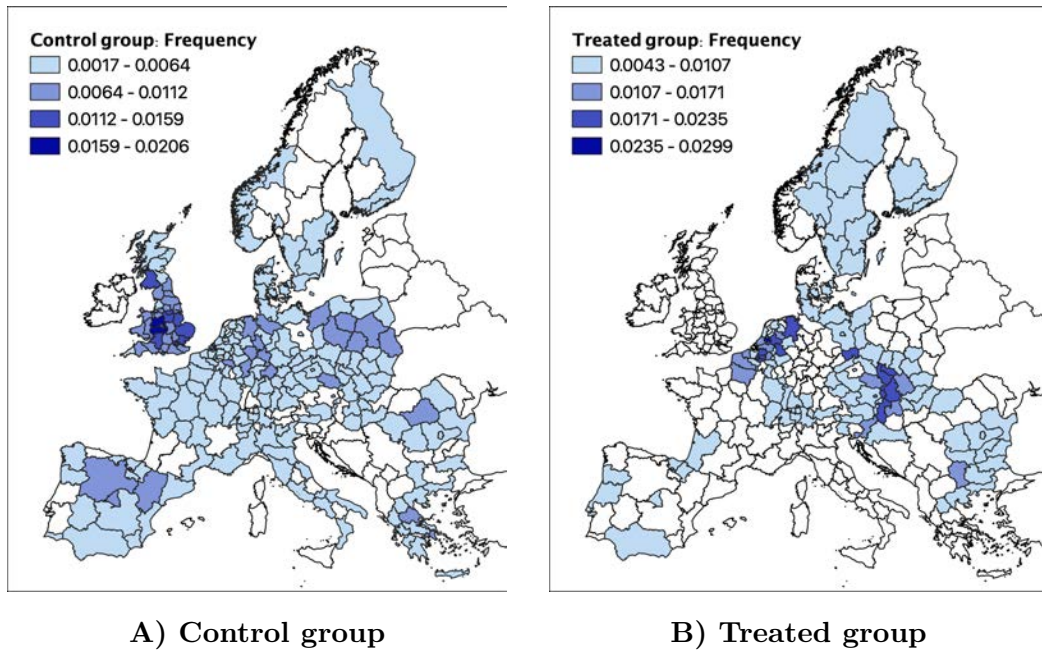 Control group: Frequency
0.0017 - 0.0064
0.0064 - 0.0112
0.0112 - 0.0159
0.0159 - 0.0206
Treated group: Frequency
0.0043 - 0.0107
0.0107 - 0.0171
0.0171 - 0.0235
0.0235 - 0.0299
A) Control group
B) Treated group